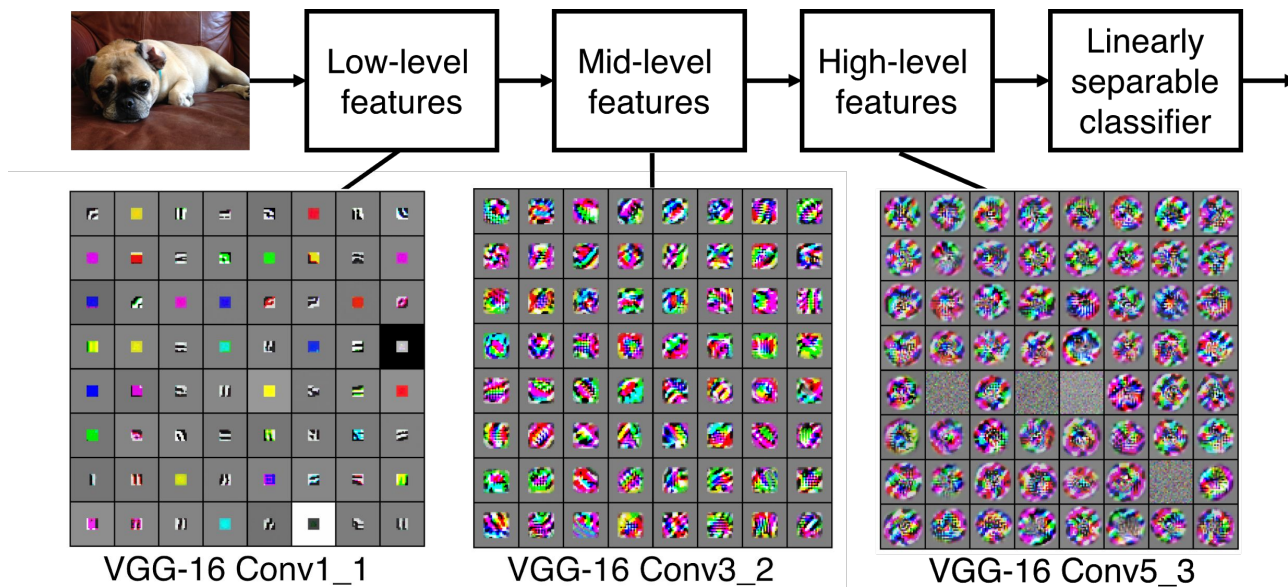 Low-level
features
Mid-level
features
High-level
features
Linearly
separable
classifier
VGG-16 Conv1_1
VGG-16 Conv3_2
VGG-16 Conv5_3